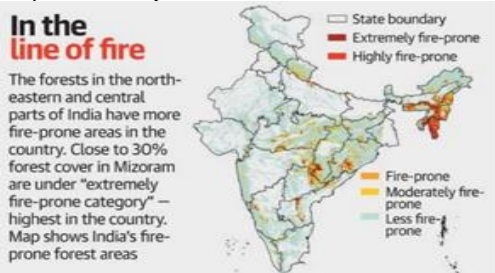 In the
line of fire
The forests in the north-
eastern and central
parts of India have more
fire-prone areas in the
country. Close to 30%
forest cover in Mizoram
are under “extremely
fire-prone category” —
highest in the country.
Map shows India's fire-
prone forest areas
State boundary
Extremely fire-prone
Highly fire-prone
Fire-prone
Moderately fire-
prone
Less fire-
prone